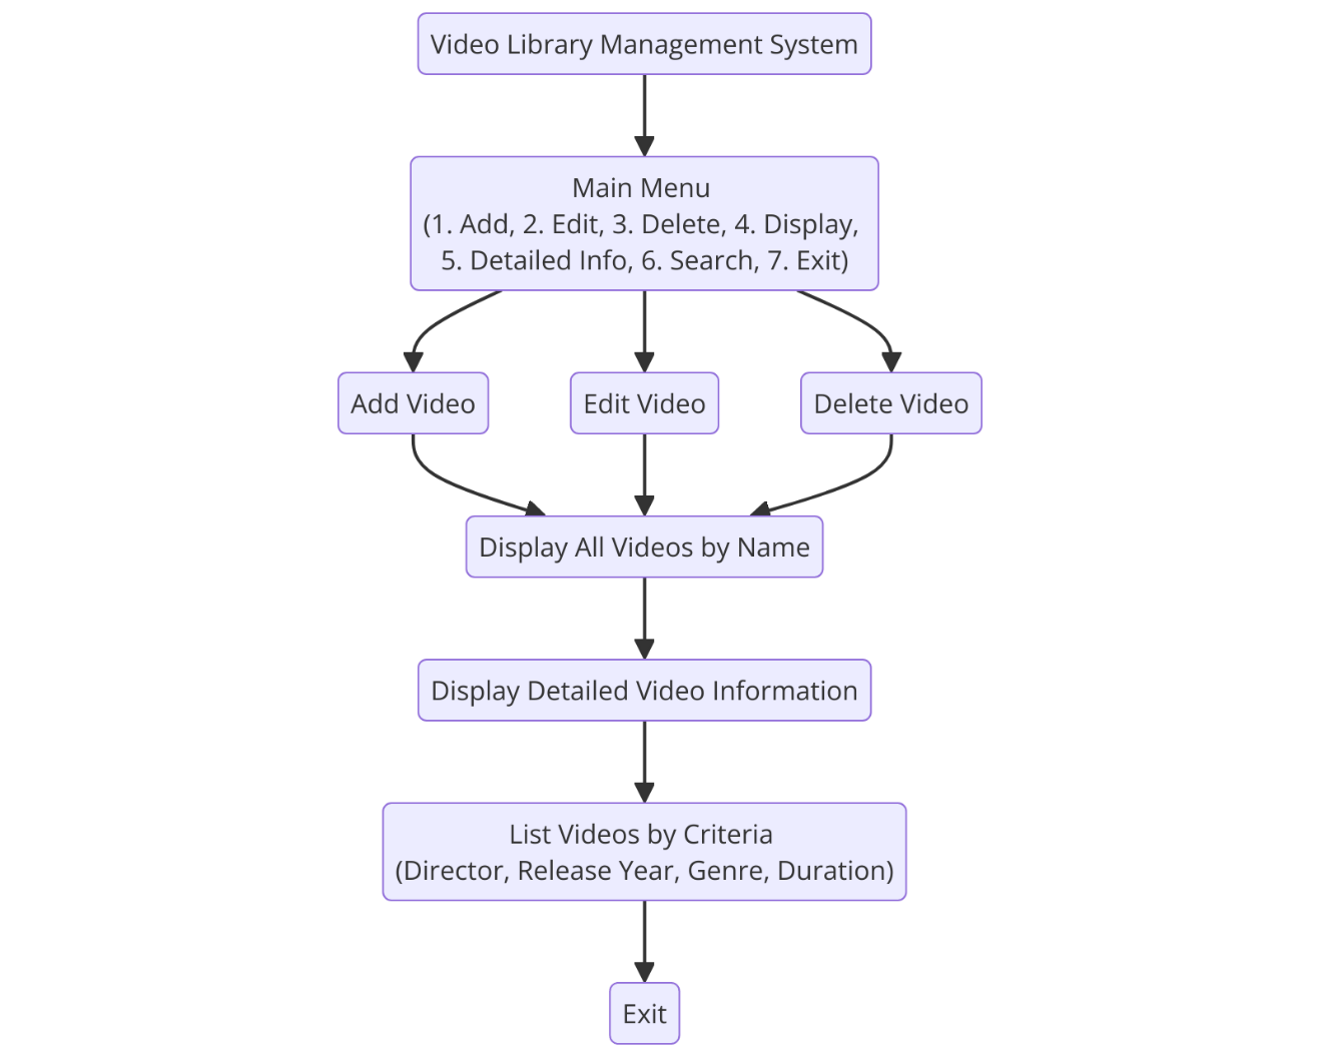 Video Library Management System
Main Menu
(1. Add, 2. Edit, 3. Delete, 4. Display,
5. Detailed Info, 6. Search, 7. Exit)
Add Video
Edit Video
Delete Video
Display All Videos by Name
Display Detailed Video Information
List Videos by Criteria
(Director, Release Year, Genre, Duration)
Exit